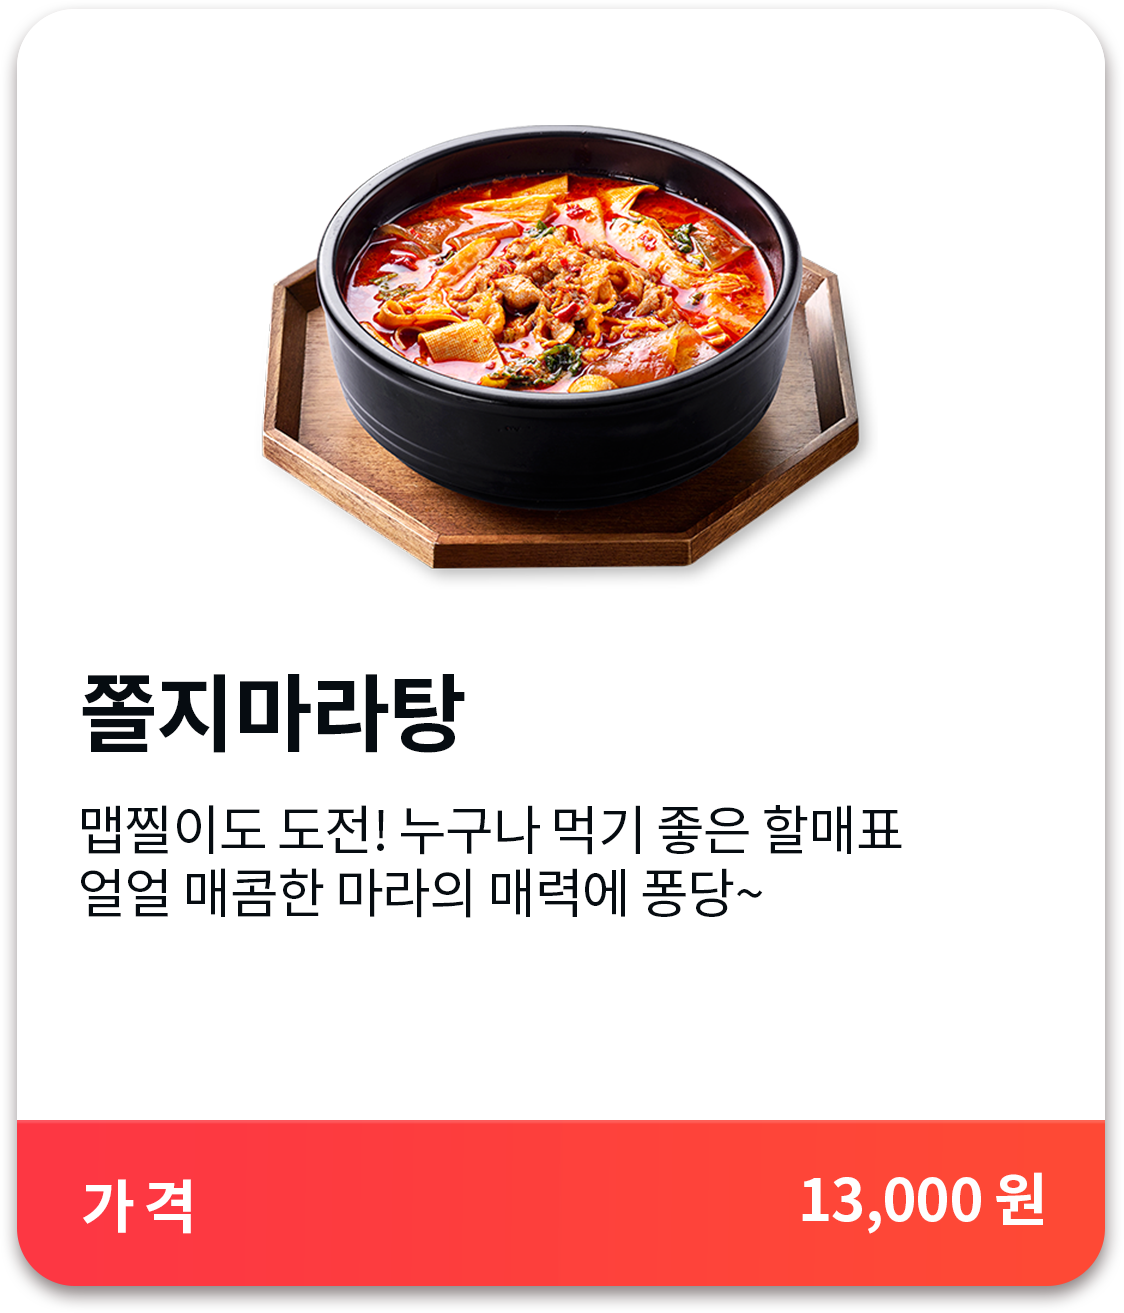 쫄지마라탕
맵찔이도 도전! 누구나 먹기 좋은 할매표
얼얼 매콤한 마라의 매력에 퐁당~
가 격
13,000 원